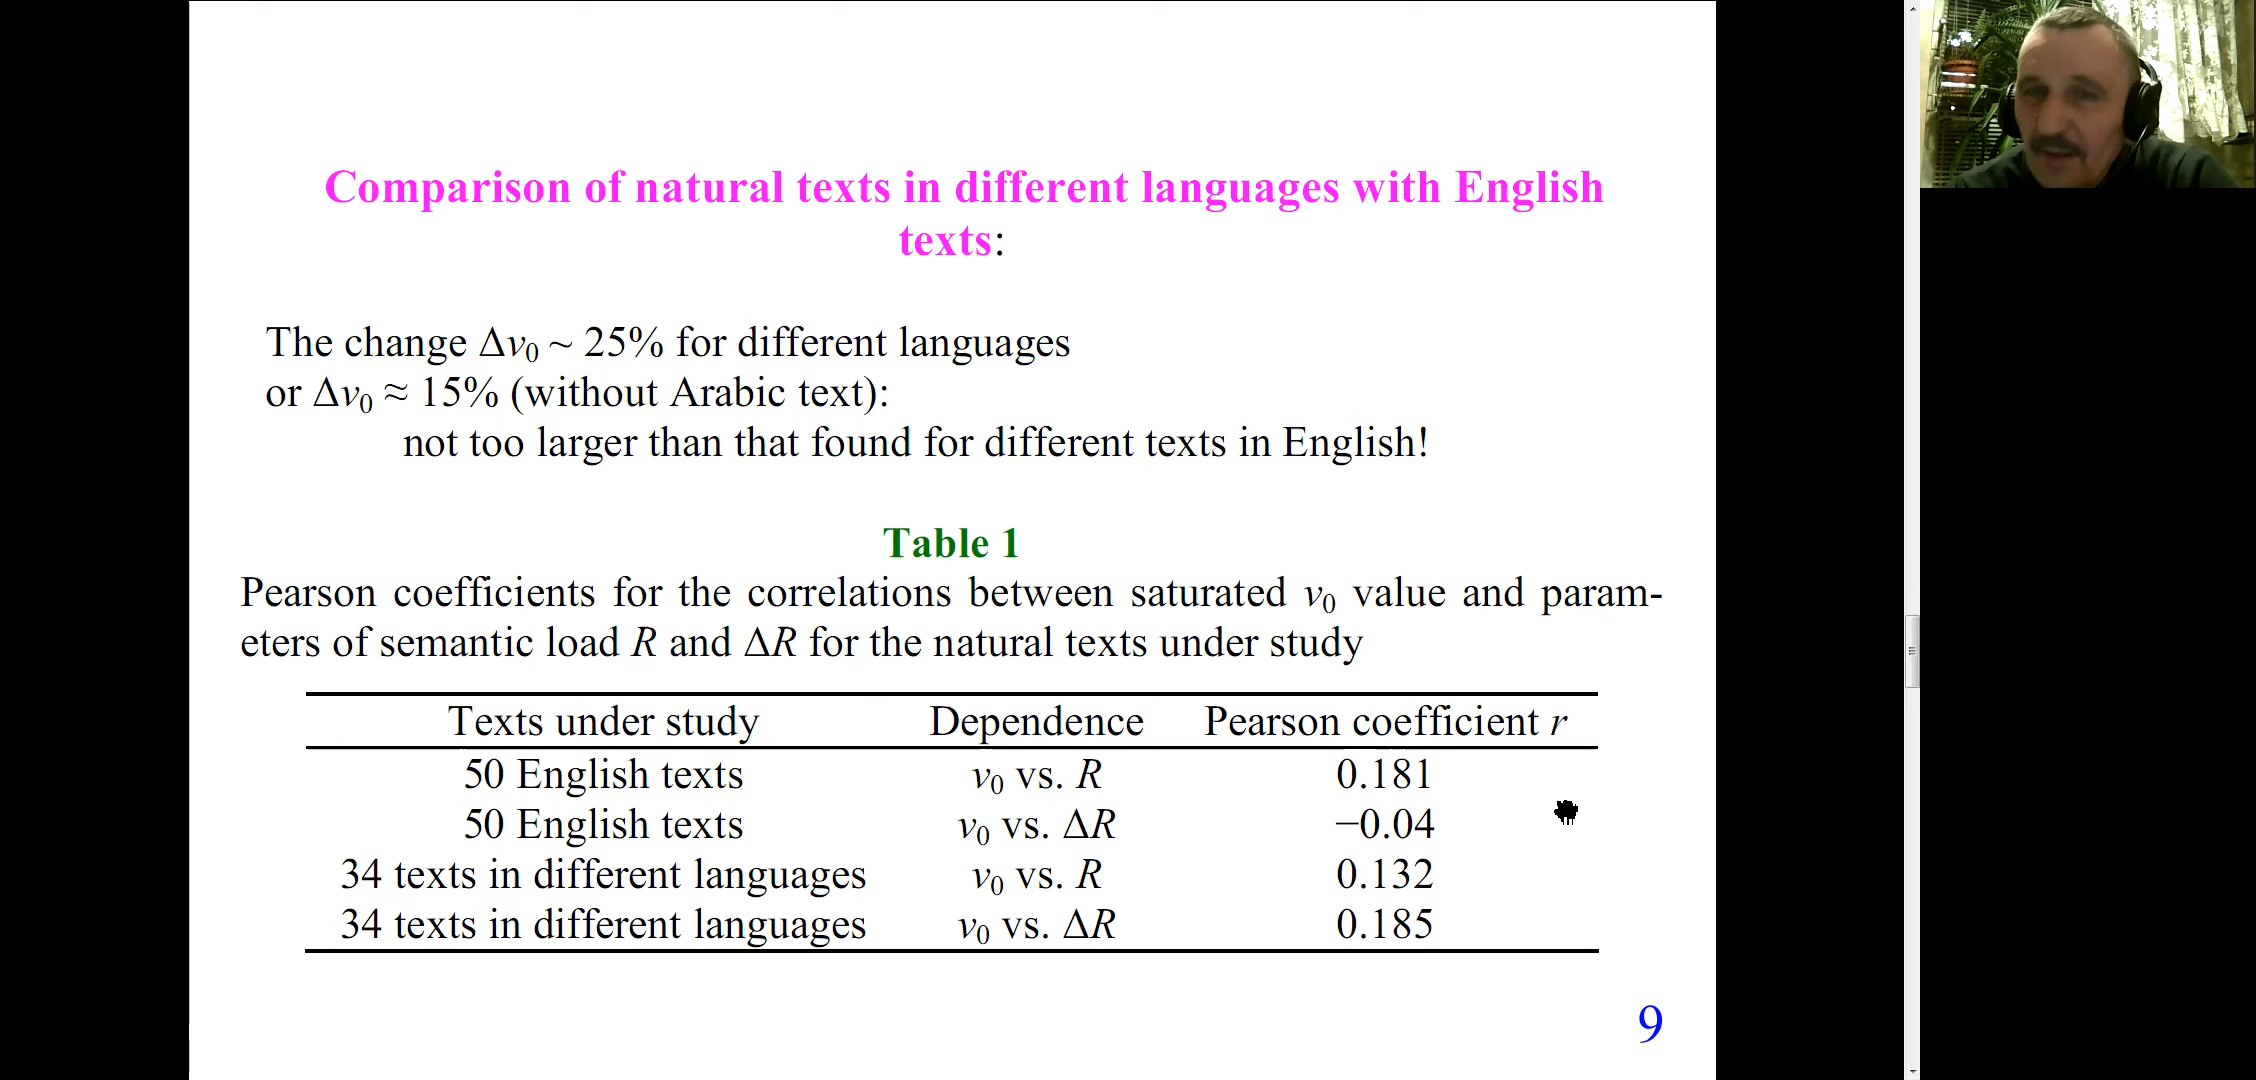 Comparison of natural texts in different languages with English
texts:
The change Δv₀ ~ 25% for different languages
or Δv₀ ≈ 15% (without Arabic text):
not too larger than that found for different texts in English!
Table 1
Pearson coefficients for the correlations between saturated v₀ value and param-
eters of semantic load R and ΔR for the natural texts under study
Texts under study Dependence Pearson coefficient r
50 English texts v₀ vs. R 0.181
50 English texts v₀ vs. ΔR −0.04
34 texts in different languages v₀ vs. R 0.132
34 texts in different languages v₀ vs. ΔR 0.185
9